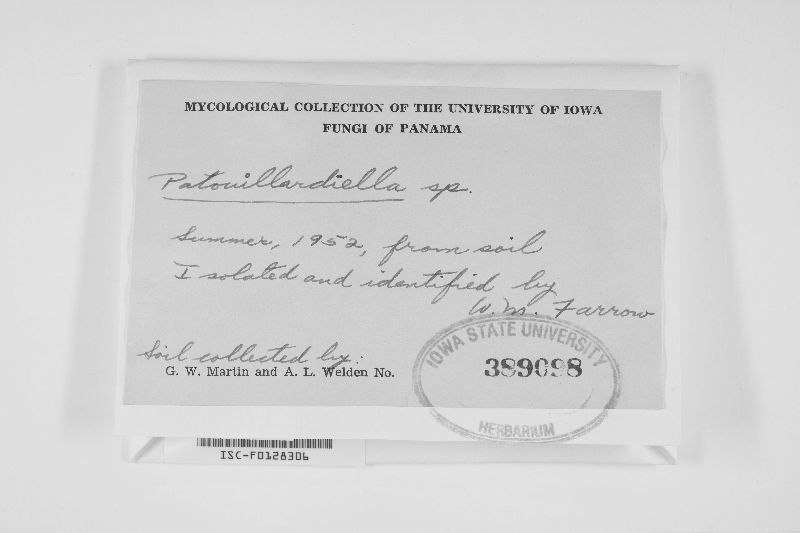 MYCOLOGICAL COLLECTION OF THE UNIVERSITY OF IOWA
FUNGI OF PANAMA
Patouillardiella sp.
Summer, 1952, from soil
Isolated and identified by
W. M. Farrow
Soil collected by:
G. W. Martin and A. L. Welden No.
IOWA STATE UNIVERSITY
389098
HERBARIUM
ISC-F0128306